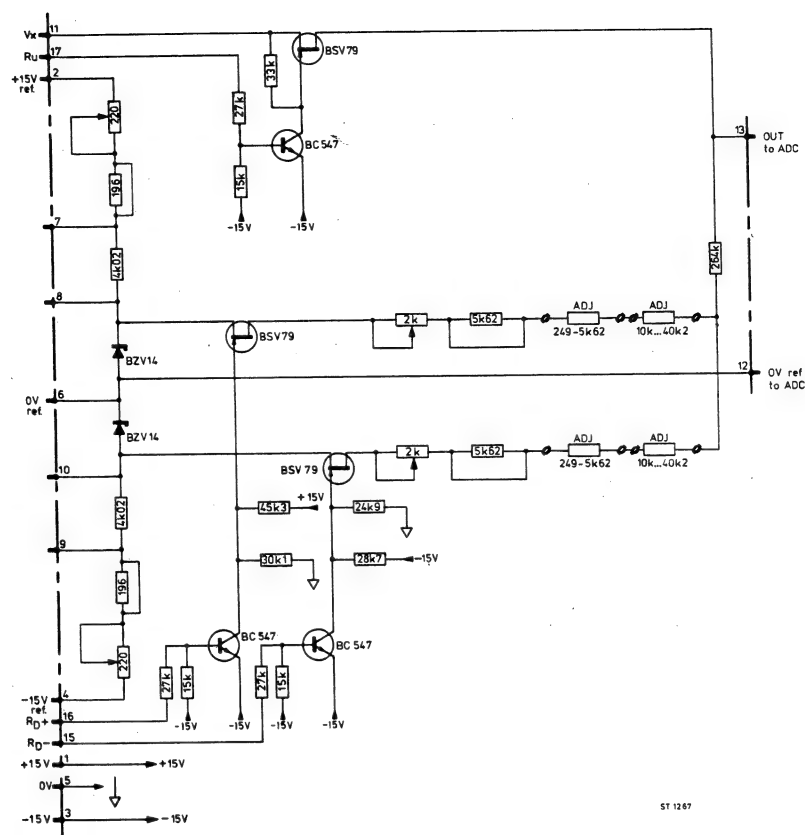 Vx 11
Ru 17
+15V ref. 2
220
196
7
4k02
8
BZV14
0V ref. 6
BZV14
10
4k02
9
196
220
-15V ref. 4
RD+ 16
RD- 15
+15V 1 +15V
0V 5
-15V 3 -15V
33k
BSV79
27k
BC 547
15k
-15V -15V
13 OUT to ADC
264k
BSV79
2k 5k62 ADJ 249-5k62 ADJ 10k...40k2
12 0V ref to ADC
BSV 79
2k 5k62 ADJ 249-5k62 ADJ 10k...40k2
45k3 +15V 24k9
30k1 28k7 -15V
BC 547 BC 547
27k 15k 27k 15k
-15V -15V -15V -15V
ST 1267